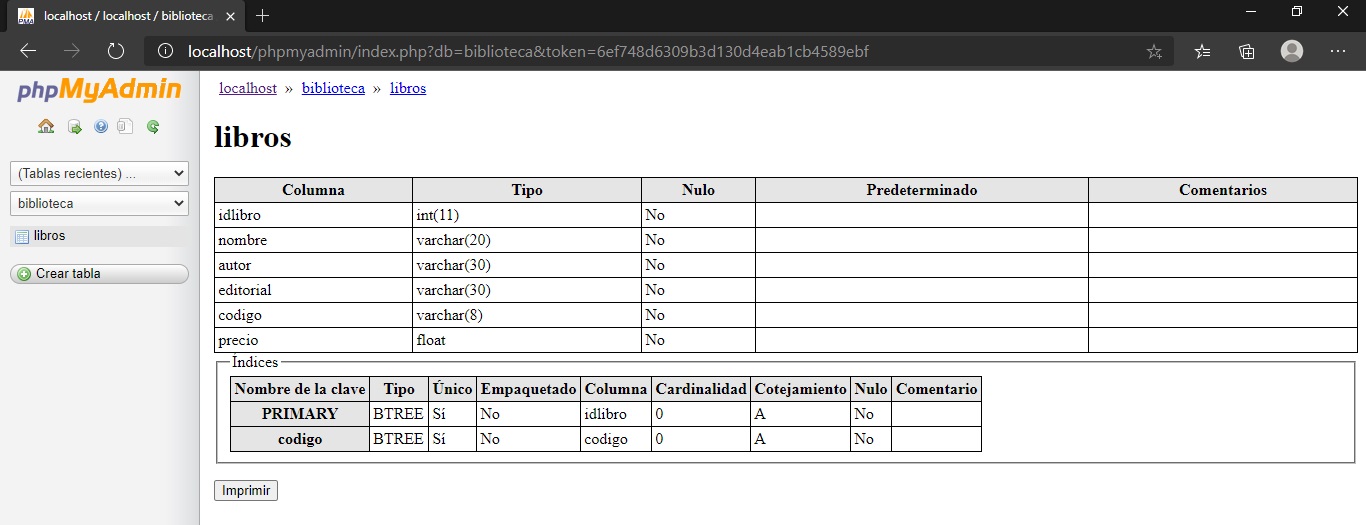 localhost / localhost / biblioteca
localhost/phpmyadmin/index.php?db=biblioteca&token=6ef748d6309b3d130d4eab1cb4589ebf
phpMyAdmin
(Tablas recientes) ...
biblioteca
libros
Crear tabla
localhost » biblioteca » libros
libros
Columna Tipo Nulo Predeterminado Comentarios
idlibro int(11) No
nombre varchar(20) No
autor varchar(30) No
editorial varchar(30) No
codigo varchar(8) No
precio float No
Índices
Nombre de la clave Tipo Único Empaquetado Columna Cardinalidad Cotejamiento Nulo Comentario
PRIMARY BTREE Sí No idlibro 0 A No
codigo BTREE Sí No codigo 0 A No
Imprimir